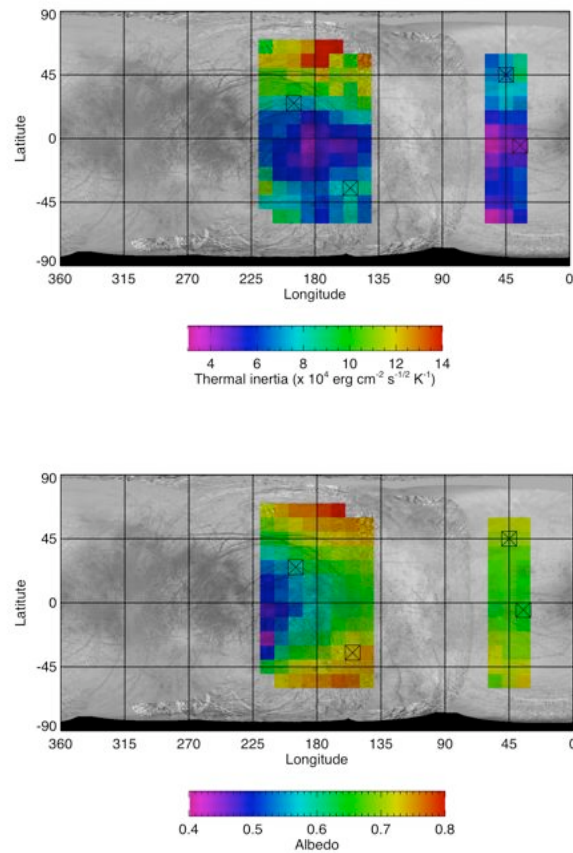 90
45
0
-45
-90
Latitute
360 315 270 225 180 135 90 45 0
Longitude
4 6 8 10 12 14
Thermal inertia (x 10⁴ erg cm⁻² s⁻¹/² K⁻¹)
90
45
0
-45
-90
Latitute
360 315 270 225 180 135 90 45 0
Longitude
0.4 0.5 0.6 0.7 0.8
Albedo